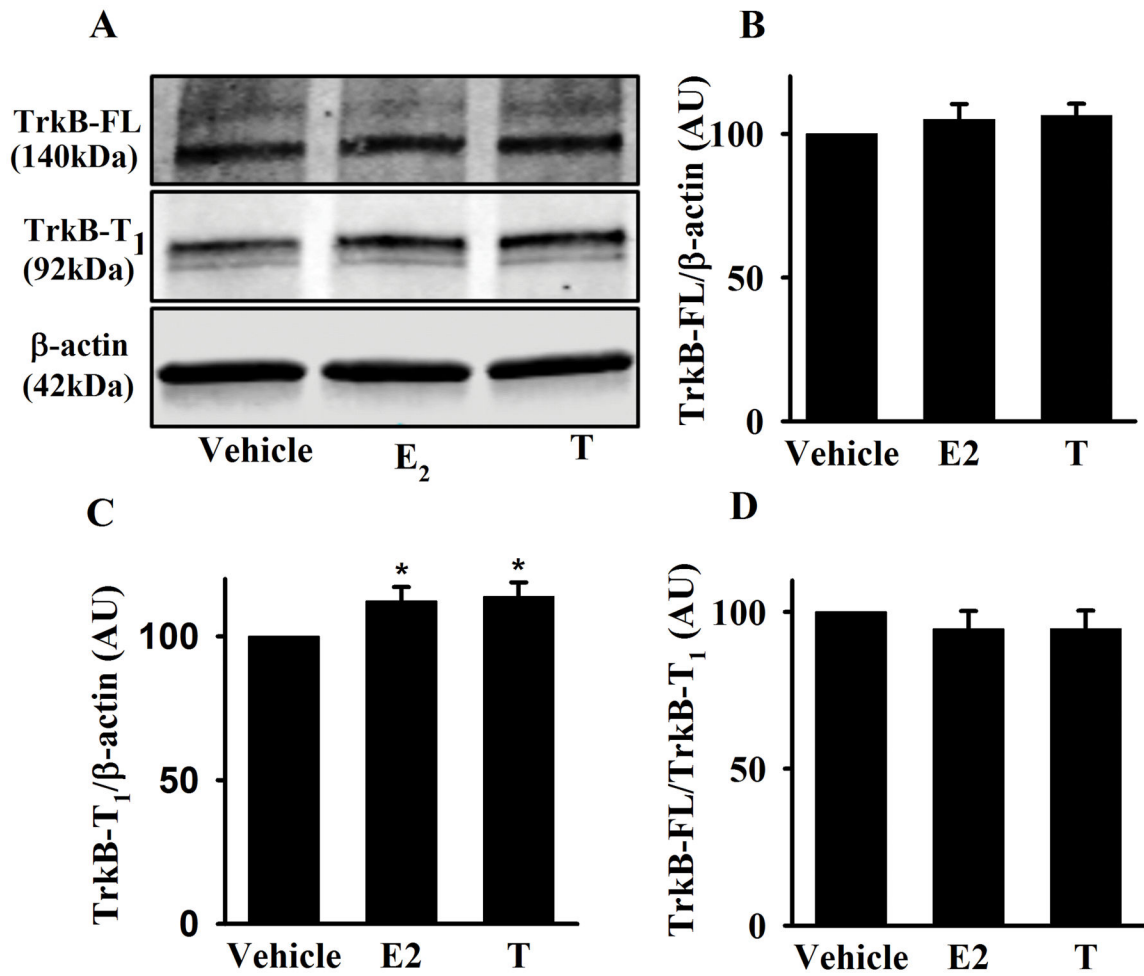 A
TrkB-FL
(140kDa)
TrkB-T₁
(92kDa)
β-actin
(42kDa)
Vehicle E₂ T
B
TrkB-FL/β-actin (AU)
100
50
0
Vehicle E2 T
C
TrkB-T₁/β-actin (AU)
* *
100
50
0
Vehicle E2 T
D
TrkB-FL/TrkB-T₁ (AU)
100
50
0
Vehicle E2 T